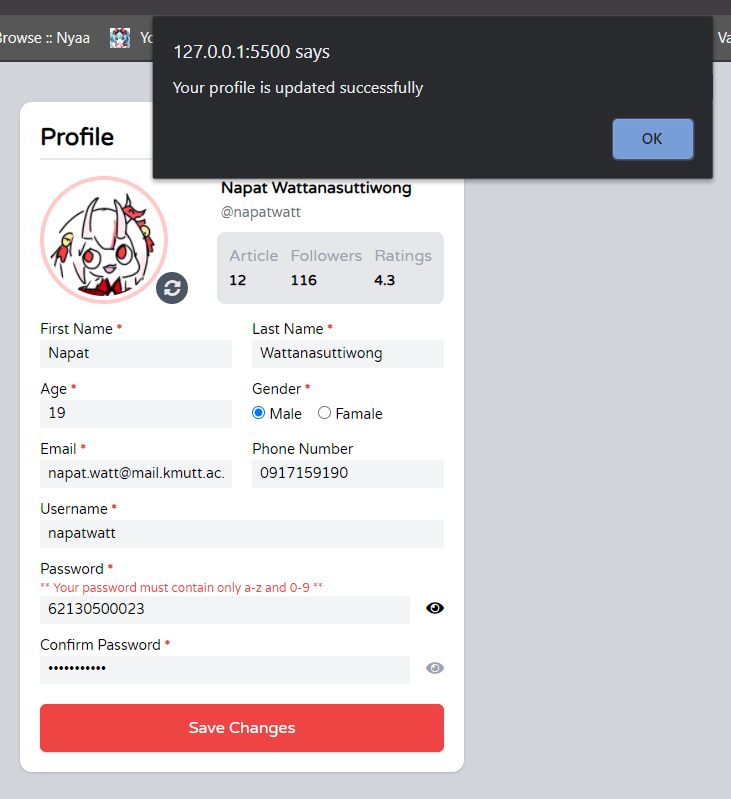 Browse :: Nyaa
127.0.0.1:5500 says
Your profile is updated successfully
OK
Profile
Napat Wattanasuttiwong
@napatwatt
Article Followers Ratings
12 116 4.3
First Name * Last Name *
Napat Wattanasuttiwong
Age * Gender *
19 Male Famale
Email * Phone Number
napat.watt@mail.kmutt.ac. 0917159190
Username *
napatwatt
Password *
** Your password must contain only a-z and 0-9 **
62130500023
Confirm Password *
•••••••••••
Save Changes